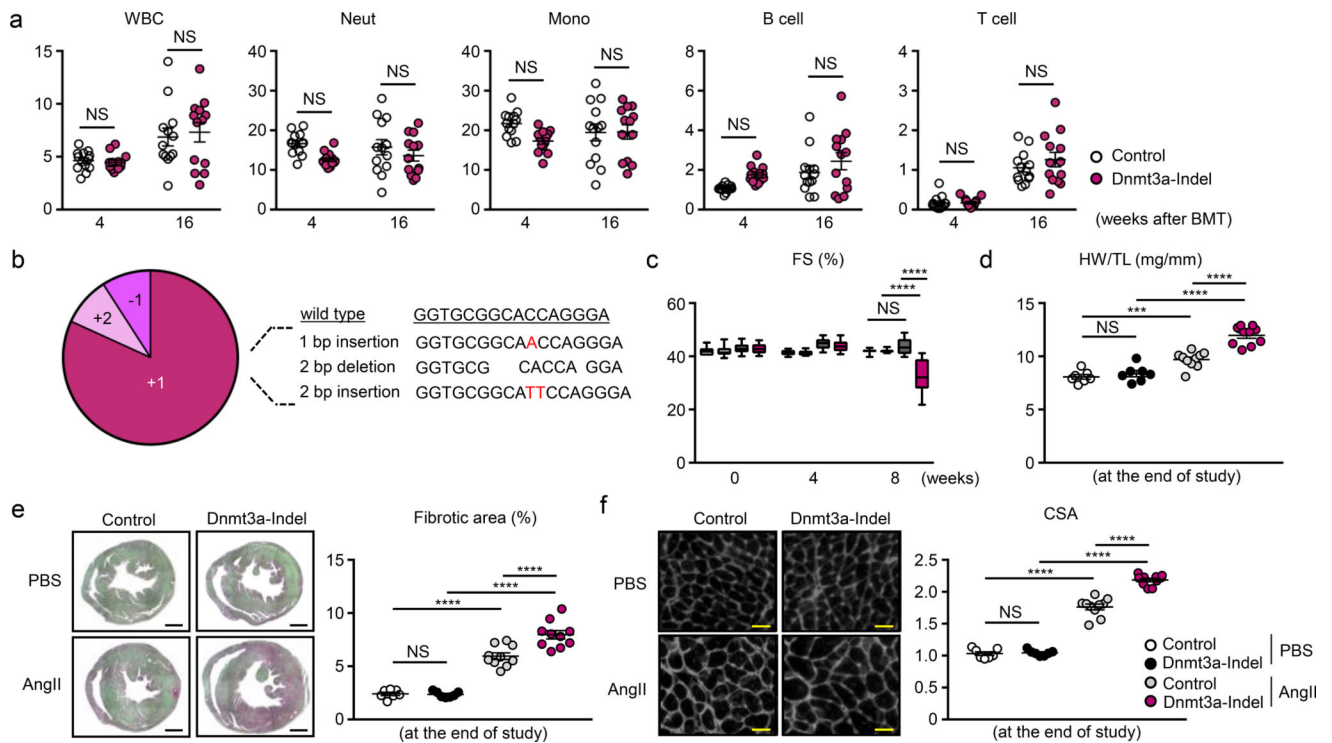 a
WBC
Neut
Mono
B cell
T cell
15
10
5
0
NS
NS
4
16
40
30
20
10
0
NS
NS
4
16
40
30
20
10
0
NS
NS
4
16
8
6
4
2
0
NS
NS
4
16
4
3
2
1
0
NS
NS
4
16
Control
Dnmt3a-Indel
(weeks after BMT)
b
-1
+2
+1
wild type GGTGCGGCACCAGGGA
1 bp insertion GGTGCGGCAACCAGGGA
2 bp deletion GGTGCG CACCA GGA
2 bp insertion GGTGCGGCATTCCAGGGA
c
FS (%)
60
40
20
0
NS
****
****
0 4 8 (weeks)
d
HW/TL (mg/mm)
15
10
5
0
NS
***
****
****
(at the end of study)
e
Control Dnmt3a-Indel
PBS
AngII
Fibrotic area (%)
15
10
5
0
NS
****
****
****
(at the end of study)
f
Control Dnmt3a-Indel
PBS
AngII
CSA
2.5
2.0
1.5
1.0
0.5
0
NS
****
****
****
(at the end of study)
Control
Dnmt3a-Indel
PBS
Control
Dnmt3a-Indel
AngII